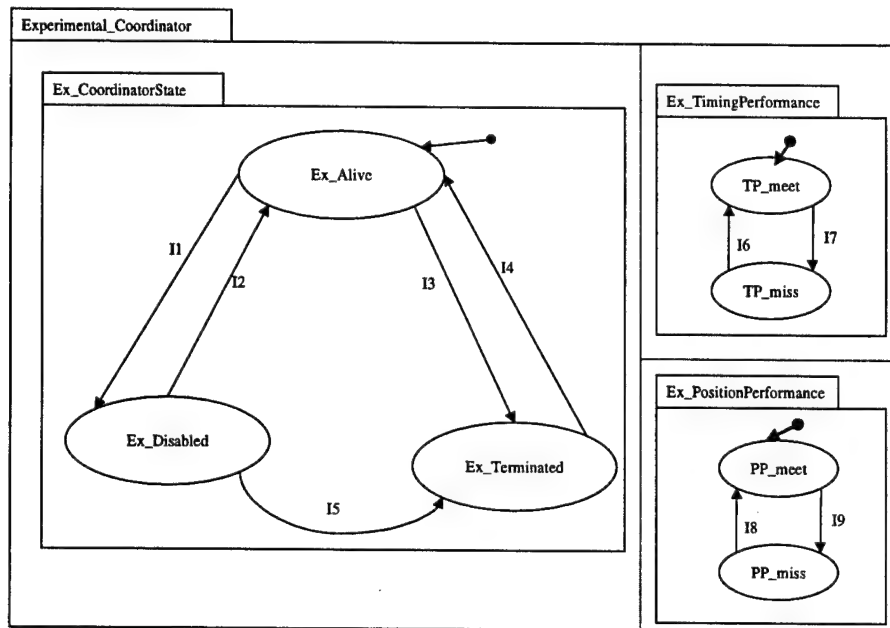 Experimental_Coordinator
Ex_CoordinatorState
Ex_Alive
I1
I2
I3
I4
Ex_Disabled
Ex_Terminated
I5
Ex_TimingPerformance
TP_meet
I6
I7
TP_miss
Ex_PositionPerformance
PP_meet
I8
I9
PP_miss